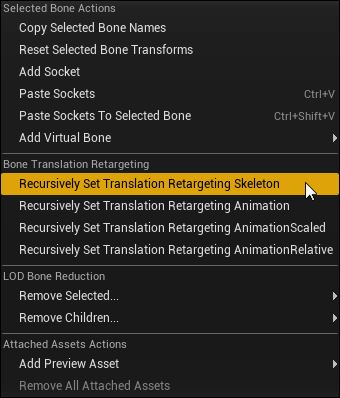 Selected Bone Actions
Copy Selected Bone Names
Reset Selected Bone Transforms
Add Socket
Paste Sockets Ctrl+V
Paste Sockets To Selected Bone Ctrl+Shift+V
Add Virtual Bone
Bone Translation Retargeting
Recursively Set Translation Retargeting Skeleton
Recursively Set Translation Retargeting Animation
Recursively Set Translation Retargeting AnimationScaled
Recursively Set Translation Retargeting AnimationRelative
LOD Bone Reduction
Remove Selected...
Remove Children...
Attached Assets Actions
Add Preview Asset
Remove All Attached Assets